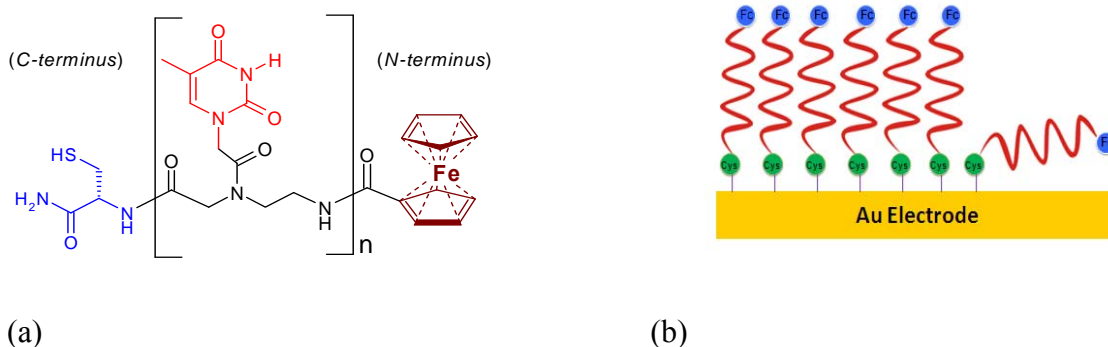 (C-terminus)
(N-terminus)
O
N
H
N
O
HS
O
O
O
H₂N
N
H
N
N
H
O
n
Fe
Fc Fc Fc Fc Fc Fc
F
Cys Cys Cys Cys Cys Cys Cys
Au Electrode
(a)
(b)